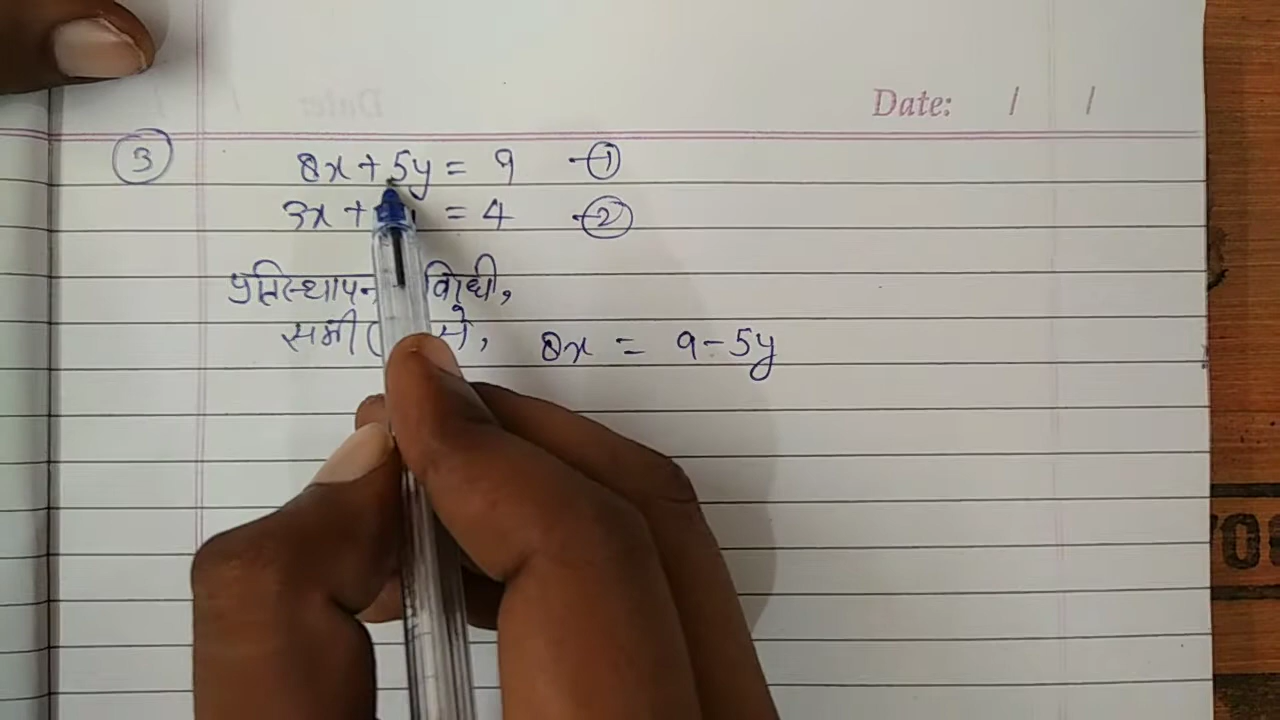 Date: / /
③ 8x + 5y = 9 —①
3x + = 4 —②
प्रतिस्थापन विधी,
समी ( से, 8x = 9 - 5y